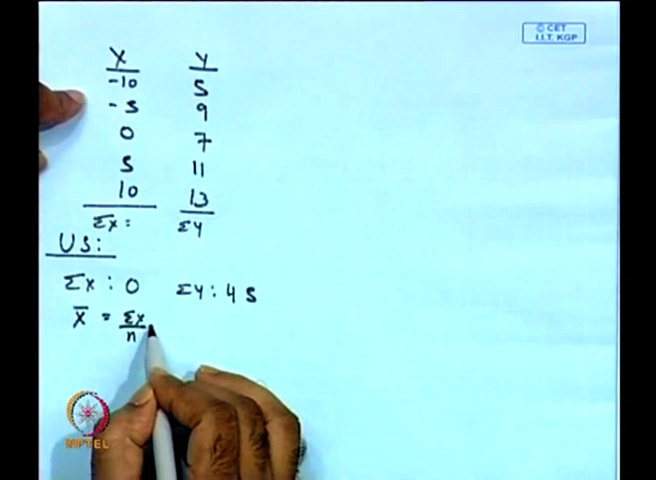 © CET
I.I.T. KGP
X Y
-10 5
-5 9
0 7
5 11
10 13
Σx = ΣY
US:
Σx : 0 ΣY : 45
X̄ = Σx/n
NPTEL